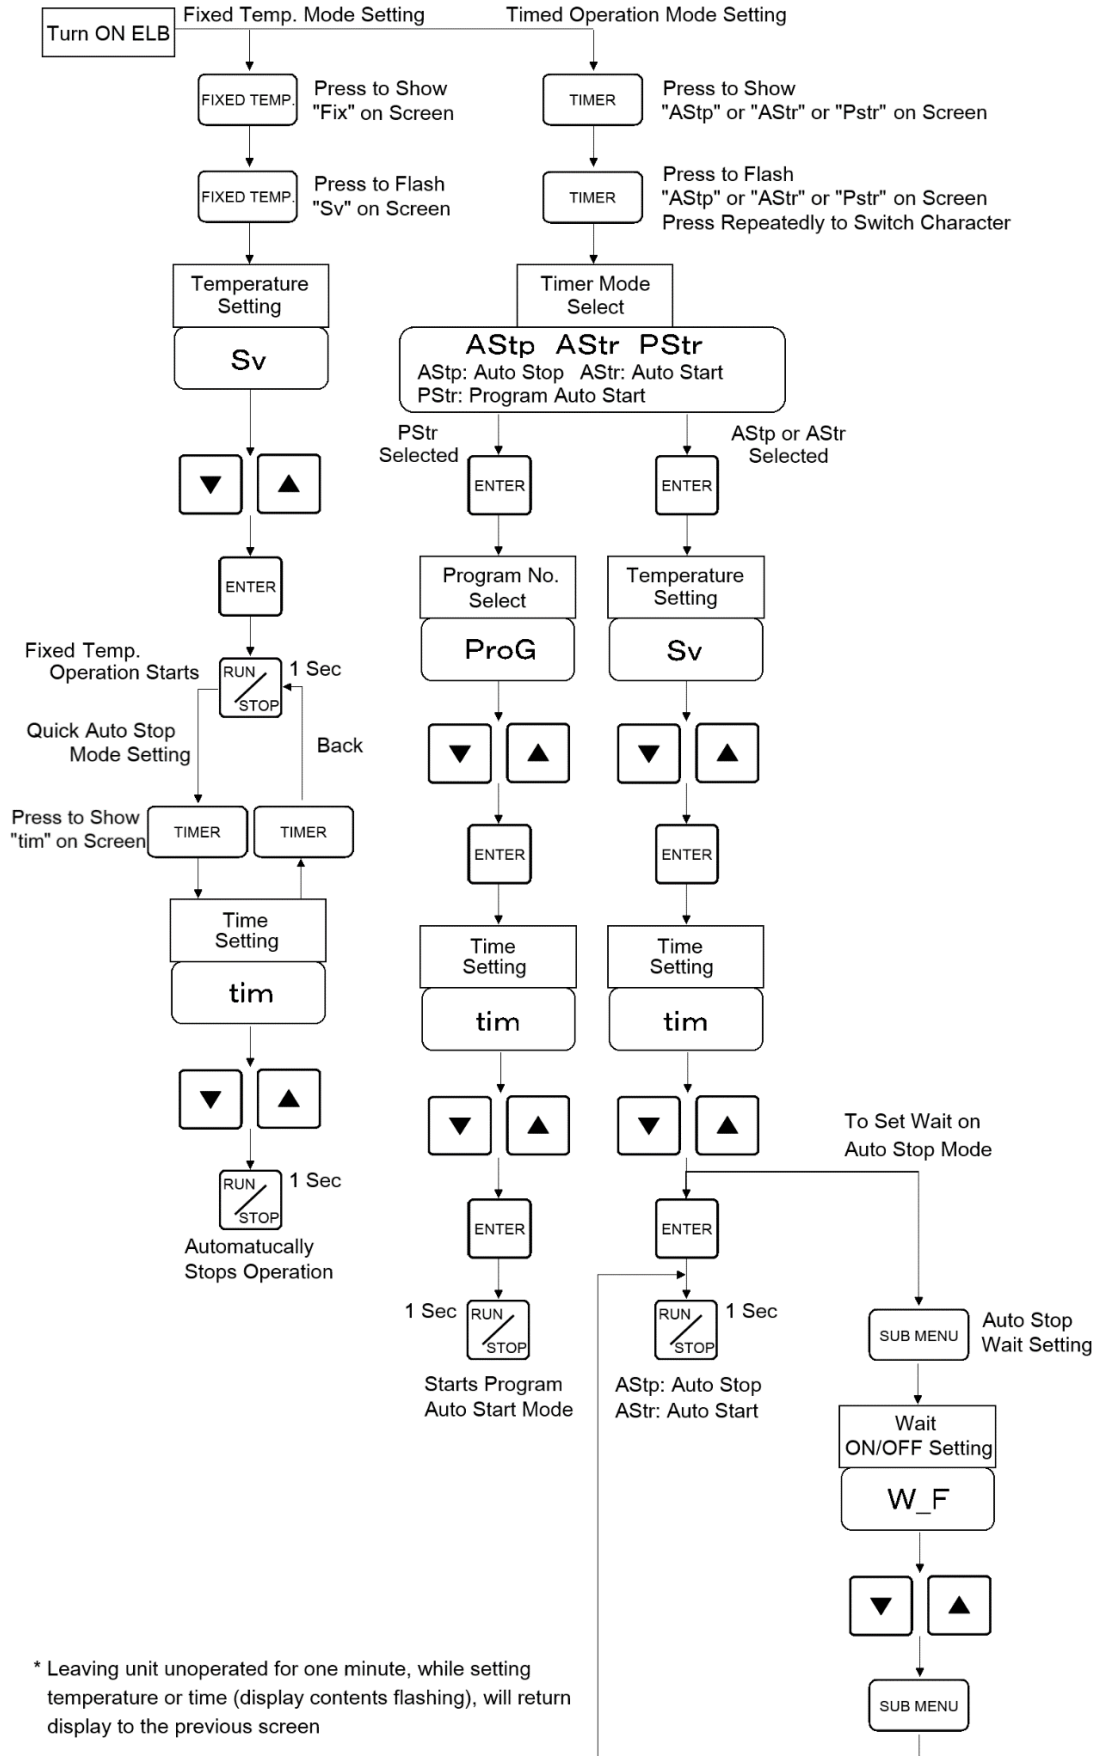 Turn ON ELB
Fixed Temp. Mode Setting
Timed Operation Mode Setting
FIXED TEMP.
Press to Show
"Fix" on Screen
TIMER
Press to Show
"AStp" or "AStr" or "Pstr" on Screen
FIXED TEMP.
Press to Flash
"Sv" on Screen
TIMER
Press to Flash
"AStp" or "AStr" or "Pstr" on Screen
Press Repeatedly to Switch Character
Temperature
Setting
Sv
Timer Mode
Select
AStp AStr PStr
AStp: Auto Stop AStr: Auto Start
PStr: Program Auto Start
PStr
Selected
ENTER
AStp or AStr
Selected
ENTER
ENTER
Program No.
Select
ProG
Temperature
Setting
Sv
Fixed Temp.
Operation Starts
RUN
STOP
1 Sec
Quick Auto Stop
Mode Setting
Back
Press to Show
"tim" on Screen
TIMER
TIMER
ENTER
ENTER
Time
Setting
tim
Time
Setting
tim
Time
Setting
tim
RUN
STOP
1 Sec
Automatucally
Stops Operation
To Set Wait on
Auto Stop Mode
ENTER
ENTER
1 Sec
RUN
STOP
RUN
STOP
1 Sec
Starts Program
Auto Start Mode
AStp: Auto Stop
AStr: Auto Start
SUB MENU
Auto Stop
Wait Setting
Wait
ON/OFF Setting
W_F
SUB MENU
* Leaving unit unoperated for one minute, while setting
temperature or time (display contents flashing), will return
display to the previous screen